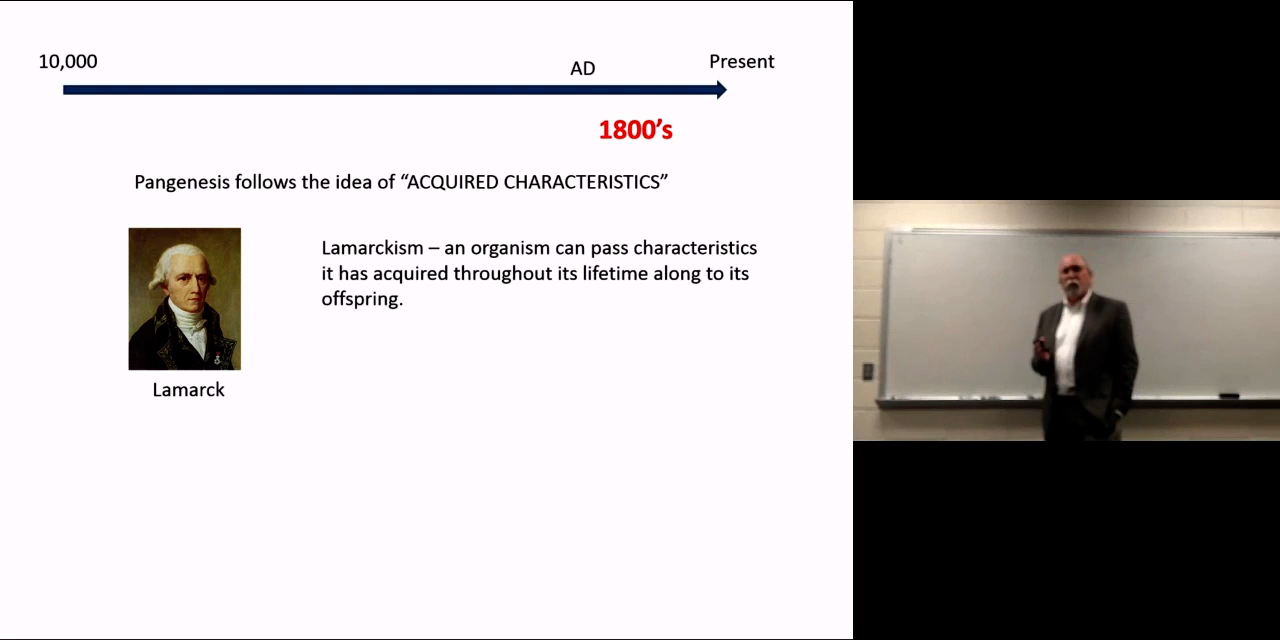 10,000
AD
Present
1800's
Pangenesis follows the idea of “ACQUIRED CHARACTERISTICS”
Lamarckism – an organism can pass characteristics
it has acquired throughout its lifetime along to its
offspring.
Lamarck